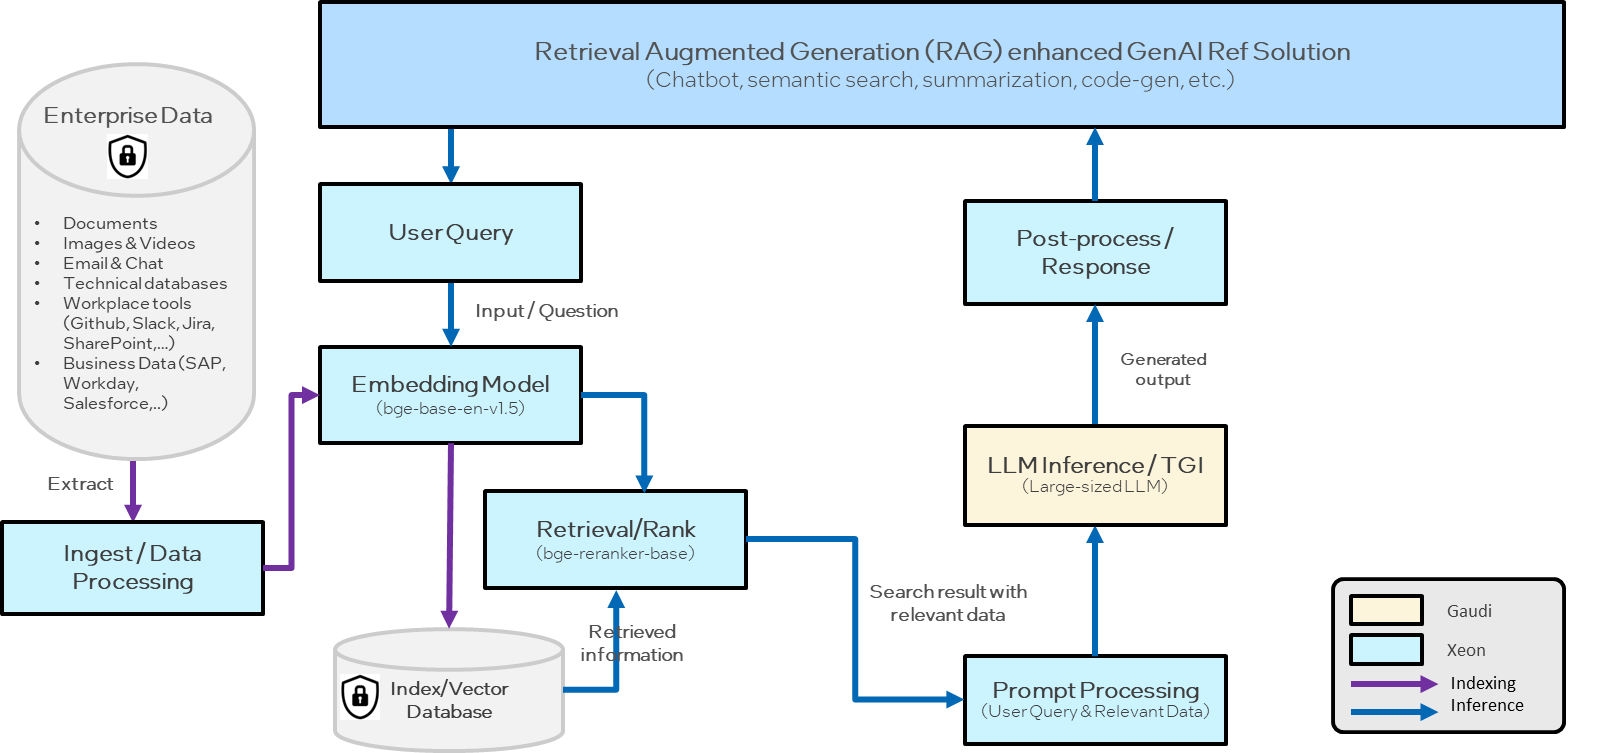 Retrieval Augmented Generation (RAG) enhanced GenAI Ref Solution
(Chatbot, semantic search, summarization, code-gen, etc.)
Enterprise Data
• Documents
• Images & Videos
• Email & Chat
• Technical databases
• Workplace tools
(Github, Slack, Jira,
SharePoint,...)
• Business Data (SAP,
Workday,
Salesforce,..)
Extract
Ingest / Data
Processing
User Query
Input / Question
Embedding Model
(bge-base-en-v1.5)
Retrieval/Rank
(bge-reranker-base)
Retrieved
information
Index/Vector
Database
Search result with
relevant data
Prompt Processing
(User Query & Relevant Data)
LLM Inference / TGI
(Large-sized LLM)
Generated
output
Post-process /
Response
Gaudi
Xeon
Indexing
Inference